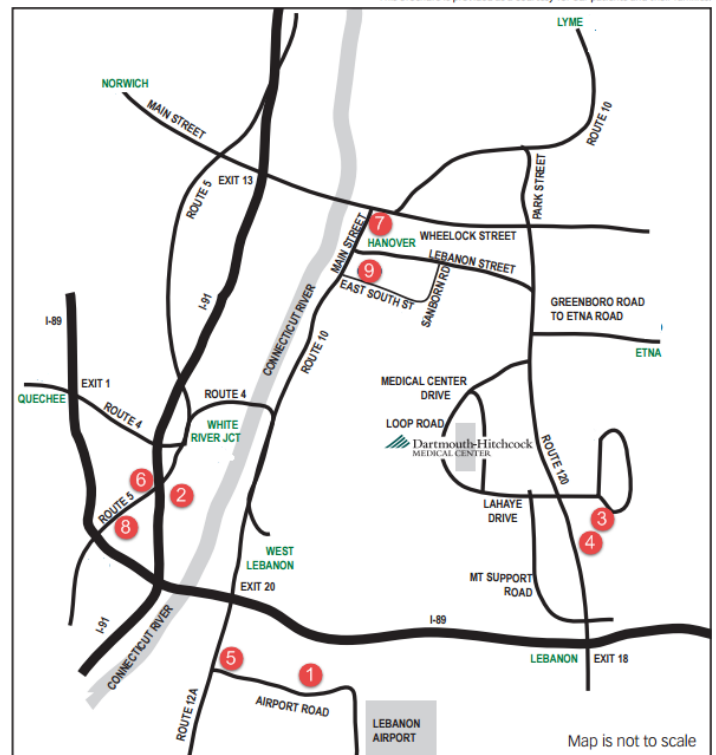 LYME
NORWICH
MAIN STREET
ROUTE 5
ROUTE 10
EXIT 13
PARK STREET
7
HANOVER
WHEELOCK STREET
MAIN STREET
LEBANON STREET
9
EAST SOUTH ST
SANBORN RD
I-91
CONNECTICUT RIVER
I-89
GREENBORO ROAD
TO ETNA ROAD
ETNA
ROUTE 10
EXIT 1
QUECHEE
ROUTE 4
ROUTE 4
WHITE
RIVER JCT
MEDICAL CENTER
DRIVE
LOOP ROAD
Dartmouth-Hitchcock
MEDICAL CENTER
ROUTE 120
6
2
ROUTE 5
8
LAHAYE
DRIVE
3
4
WEST
LEBANON
MT SUPPORT
ROAD
EXIT 20
I-91
CONNECTICUT RIVER
I-89
LEBANON
EXIT 18
5
1
AIRPORT ROAD
ROUTE 12A
LEBANON
AIRPORT
Map is not to scale